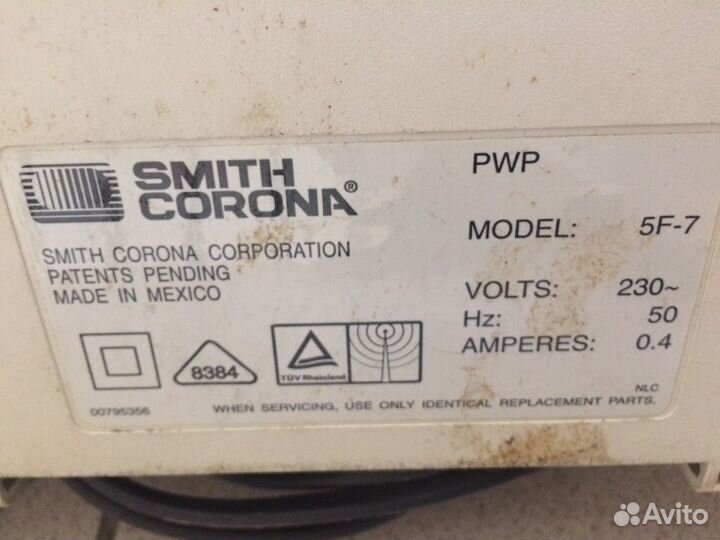 SMITH
CORONA®
SMITH CORONA CORPORATION
PATENTS PENDING
MADE IN MEXICO
PWP
MODEL: 5F-7
VOLTS: 230~
Hz: 50
AMPERES: 0.4
8384
TÜV Rheinland
NLC
00795356
WHEN SERVICING, USE ONLY IDENTICAL REPLACEMENT PARTS.
Avito